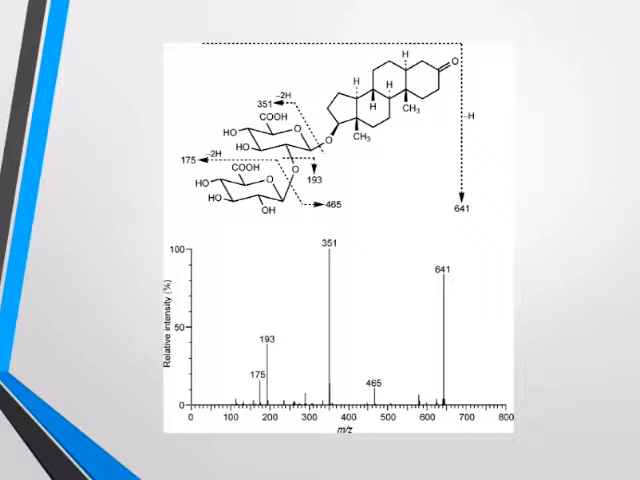 H
O
H
–2H
351
H
H
CH₃
COOH
–H
HO
O
HO
O
CH₃
–2H
175
COOH
O
193
HO
O
HO
OH
465
641
351
100
641
Relative intensity (%)
50
193
175
465
0
0 100 200 300 400 500 600 700 800
m/z